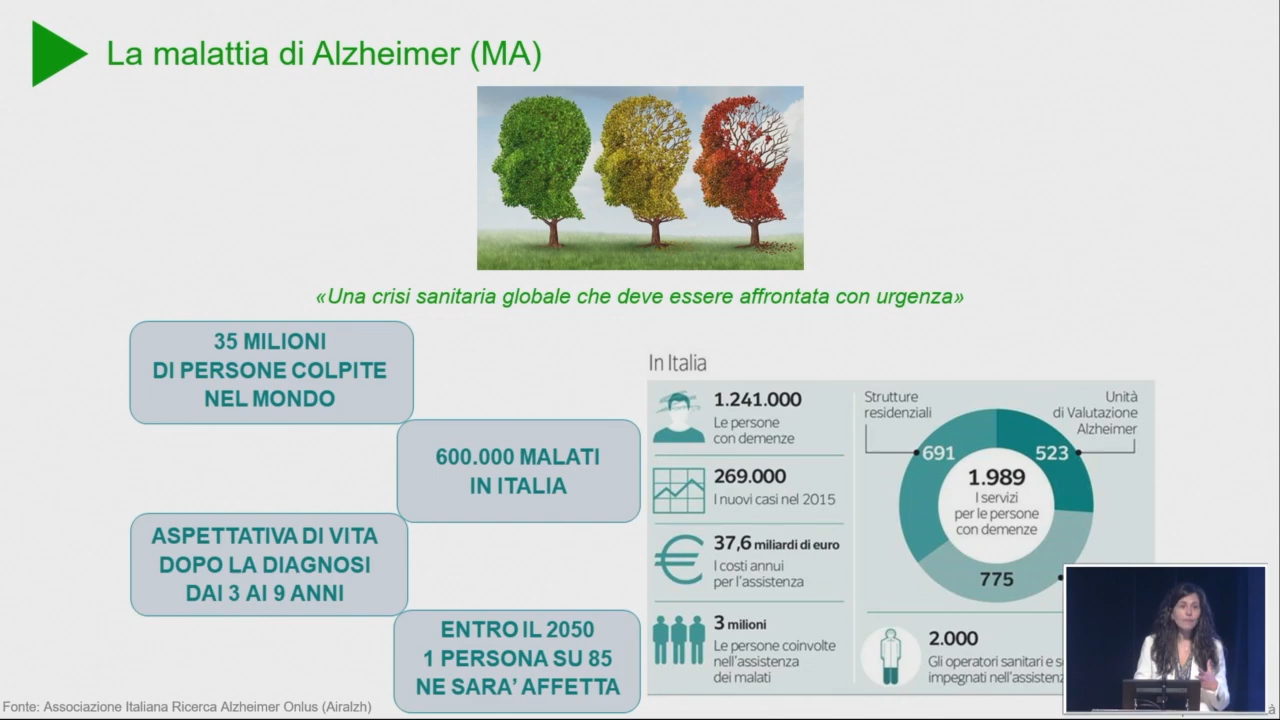 La malattia di Alzheimer (MA)
«Una crisi sanitaria globale che deve essere affrontata con urgenza»
35 MILIONI
DI PERSONE COLPITE
NEL MONDO
600.000 MALATI
IN ITALIA
ASPETTATIVA DI VITA
DOPO LA DIAGNOSI
DAI 3 AI 9 ANNI
ENTRO IL 2050
1 PERSONA SU 85
NE SARA' AFFETTA
In Italia
1.241.000
Le persone
con demenze
269.000
I nuovi casi nel 2015
37,6 miliardi di euro
I costi annui
per l'assistenza
3 milioni
Le persone coinvolte
nell'assistenza
dei malati
Strutture
residenziali
691
Unità
di Valutazione
Alzheimer
523
1.989
I servizi
per le persone
con demenze
775
2.000
Gli operatori sanitari e
impegnati
Fonte: Associazione Italiana Ricerca Alzheimer Onlus (Airalzh)